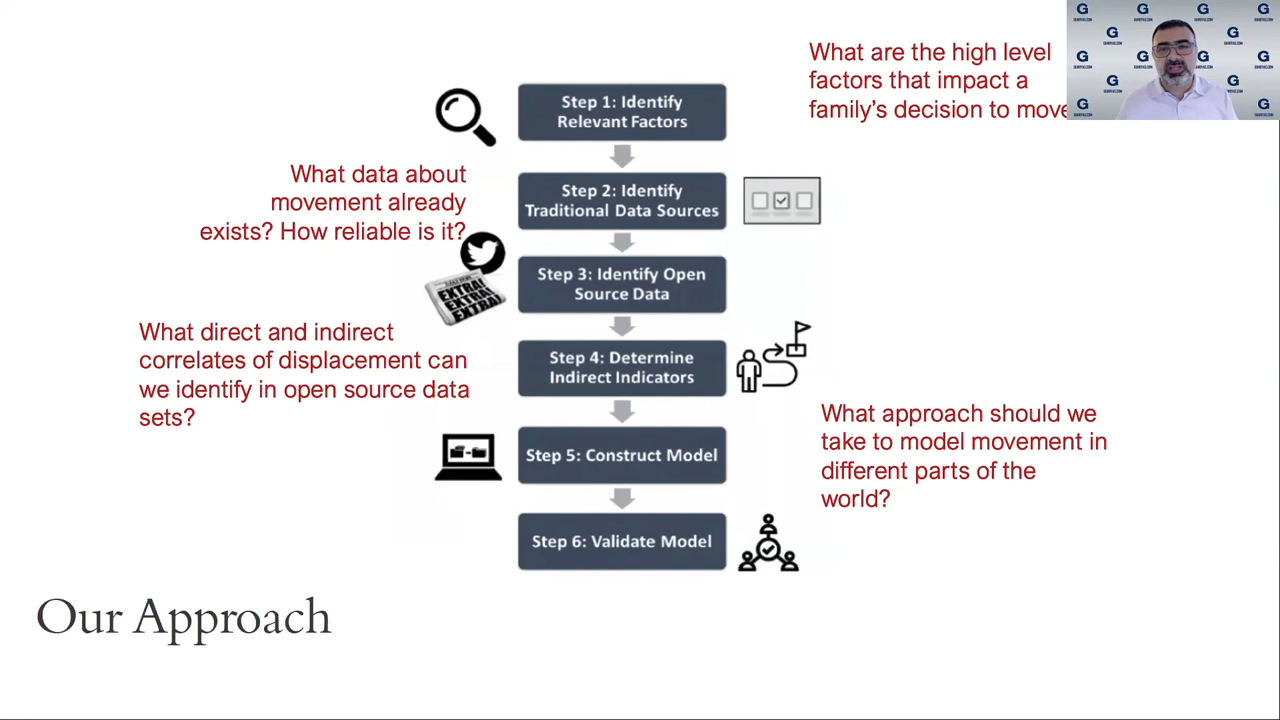 What are the high level
factors that impact a
family's decision to move
Step 1: Identify
Relevant Factors
What data about
movement already
exists? How reliable is it?
Step 2: Identify
Traditional Data Sources
EXTRA!
EXTRA!
EXTRA!
Step 3: Identify Open
Source Data
What direct and indirect
correlates of displacement can
we identify in open source data
sets?
Step 4: Determine
Indirect Indicators
What approach should we
take to model movement in
different parts of the
world?
Step 5: Construct Model
Step 6: Validate Model
Our Approach